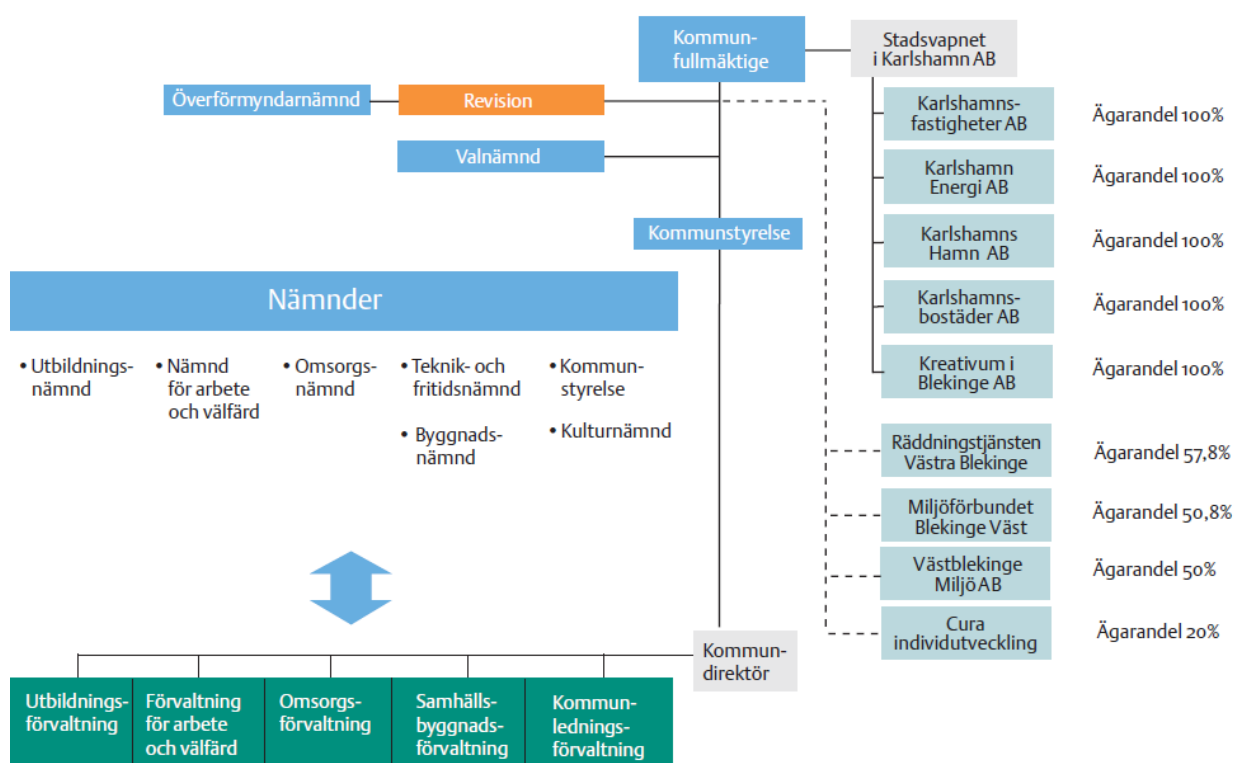 Kommun-
fullmäktige
Stadsvapnet
i Karlshamn AB
Överförmyndarnämnd
Revision
Valnämnd
Kommunstyrelse
Karlshamns-
fastigheter AB
Ägarandel 100%
Karlshamn
Energi AB
Ägarandel 100%
Karlshamns
Hamn AB
Ägarandel 100%
Karlshamns-
bostäder AB
Ägarandel 100%
Kreativum i
Blekinge AB
Ägarandel 100%
Räddningstjänsten
Västra Blekinge
Ägarandel 57,8%
Miljöförbundet
Blekinge Väst
Ägarandel 50,8%
Västblekinge
Miljö AB
Ägarandel 50%
Cura
individutveckling
Ägarandel 20%
Nämnder
• Utbildnings-
nämnd
• Nämnd
för arbete
och välfärd
• Omsorgs-
nämnd
• Teknik- och
fritidsnämnd
• Byggnads-
nämnd
• Kommun-
styrelse
• Kulturnämnd
Kommun-
direktör
Utbildnings-
förvaltning
Förvaltning
för arbete
och välfärd
Omsorgs-
förvaltning
Samhälls-
byggnads-
förvaltning
Kommun-
lednings-
förvaltning